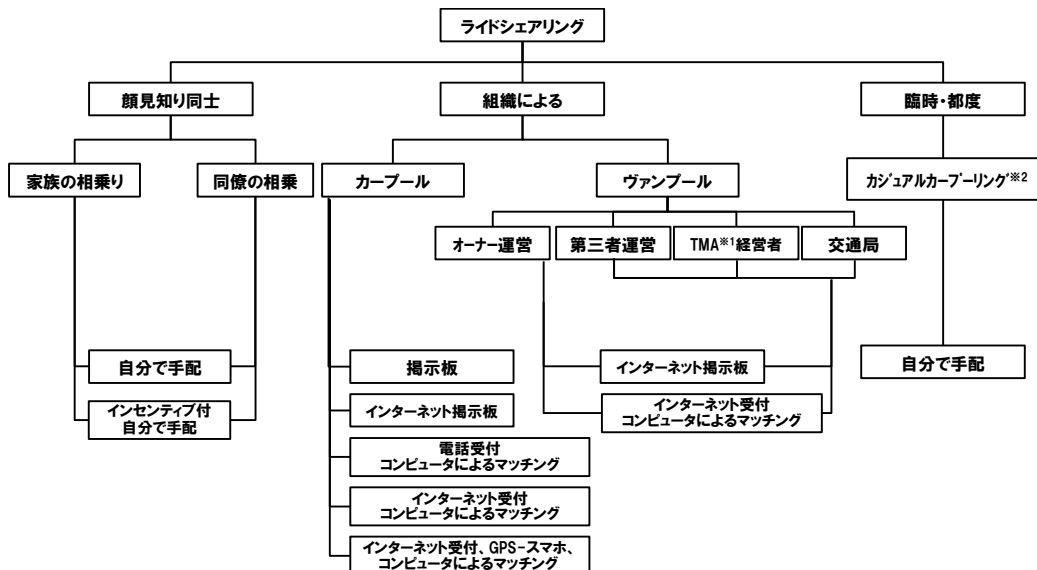 ライドシェアリング
顔見知り同士
組織による
臨時・都度
家族の相乗り
同僚の相乗
カープール
ヴァンプール
カジュアルカープーリング※2
オーナー運営
第三者運営
TMA※1経営者
交通局
自分で手配
掲示板
インターネット掲示板
自分で手配
インセンティブ付
自分で手配
インターネット掲示板
インターネット受付
コンピュータによるマッチング
電話受付
コンピュータによるマッチング
インターネット受付
コンピュータによるマッチング
インターネット受付、GPS-スマホ、
コンピュータによるマッチング